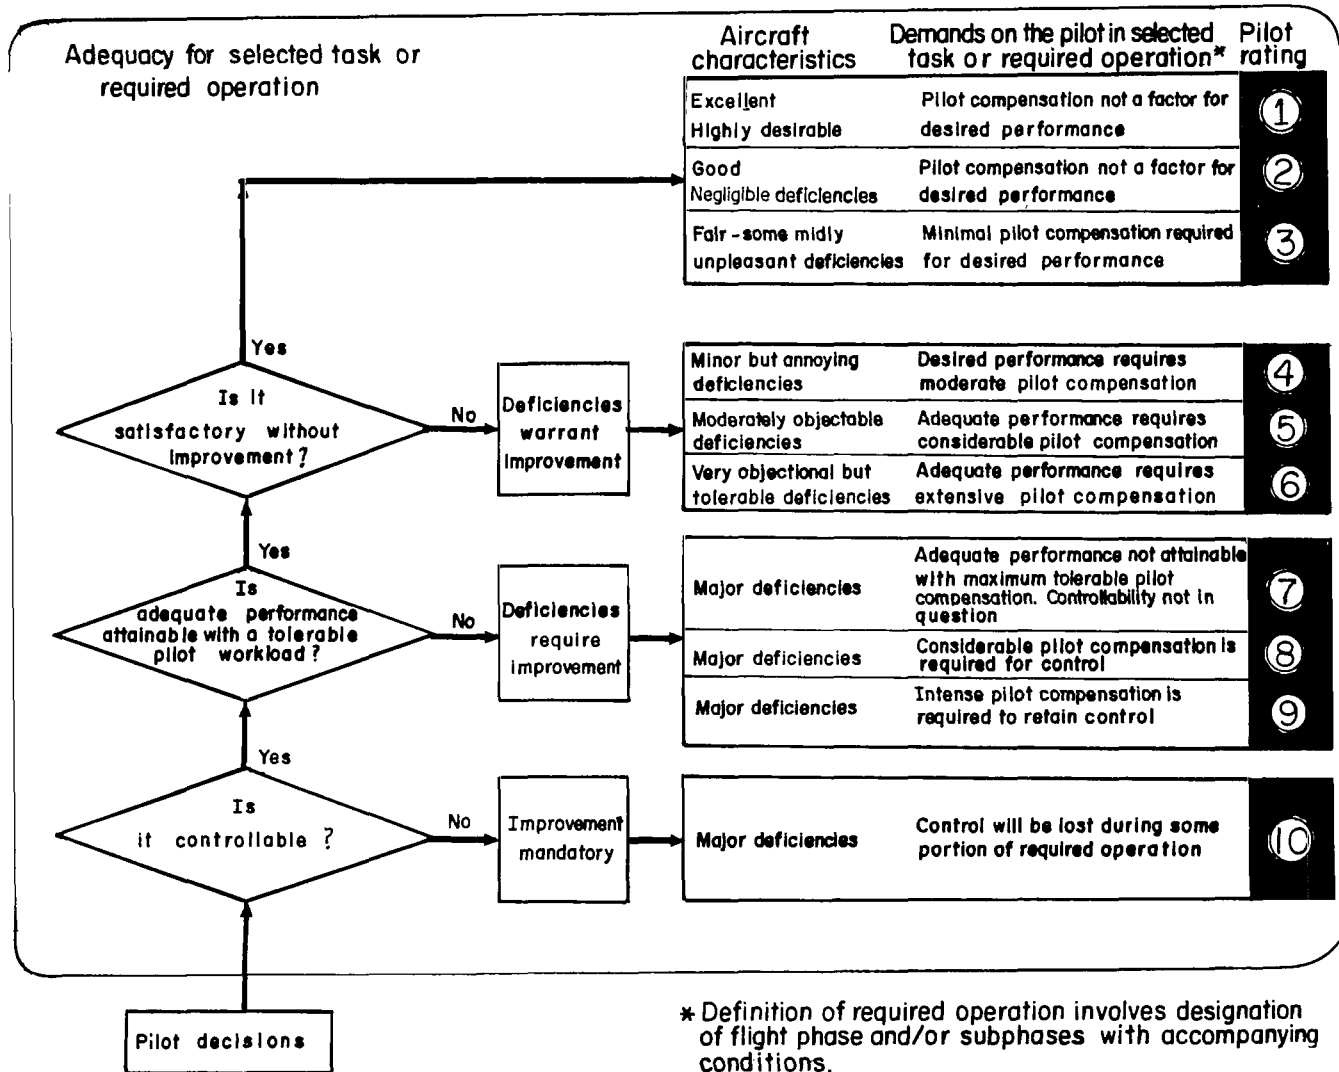 Adequacy for selected task or
required operation
Aircraft
characteristics
Demands on the pilot in selected
task or required operation*
Pilot
rating
Excellent
Highly desirable
Pilot compensation not a factor for
desired performance
1
Good
Negligible deficiencies
Pilot compensation not a factor for
desired performance
2
Fair - some midly
unpleasant deficiencies
Minimal pilot compensation required
for desired performance
3
Yes
Is it
satisfactory without
improvement?
No
Deficiencies
warrant
improvement
Minor but annoying
deficiencies
Desired performance requires
moderate pilot compensation
4
Moderately objectable
deficiencies
Adequate performance requires
considerable pilot compensation
5
Very objectional but
tolerable deficiencies
Adequate performance requires
extensive pilot compensation
6
Yes
Is
adequate performance
attainable with a tolerable
pilot workload?
No
Deficiencies
require
improvement
Major deficiencies
Adequate performance not attainable
with maximum tolerable pilot
compensation. Controllability not in
question
7
Major deficiencies
Considerable pilot compensation is
required for control
8
Major deficiencies
Intense pilot compensation is
required to retain control
9
Yes
Is
it controllable ?
No
Improvement
mandatory
Major deficiencies
Control will be lost during some
portion of required operation
10
Pilot decisions
* Definition of required operation involves designation
of flight phase and/or subphases with accompanying
conditions.